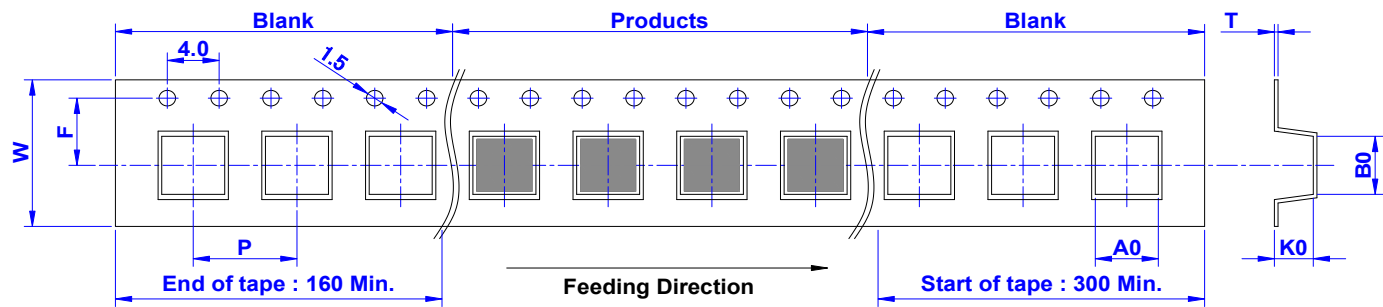 Blank
Products
Blank
T
4.0
1.5
F
W
B0
P
A0
K0
End of tape : 160 Min.
Feeding Direction
Start of tape : 300 Min.